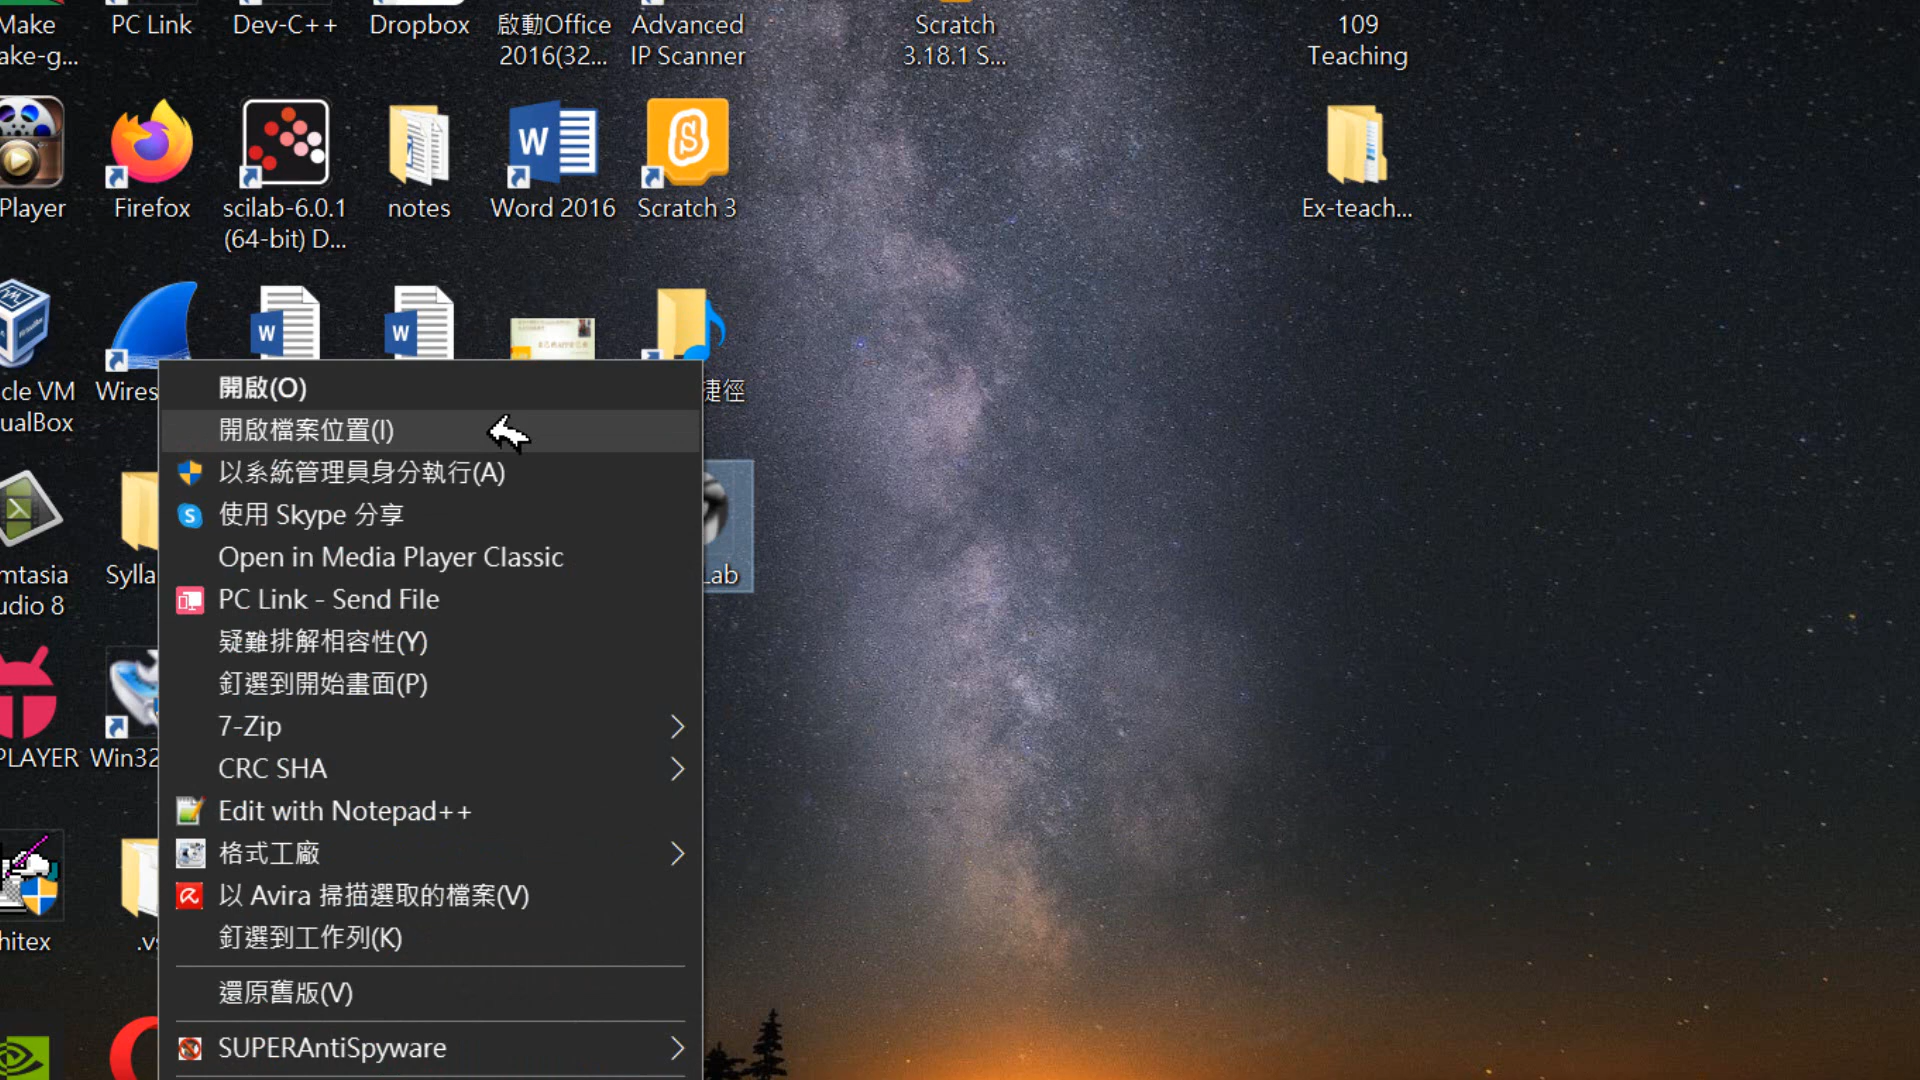 Make
ake-g...
PC Link
Dev-C++
Dropbox
啟動Office
2016(32...
Advanced
IP Scanner
Scratch
3.18.1 S...
109
Teaching
Player
Firefox
scilab-6.0.1
(64-bit) D...
notes
Word 2016
Scratch 3
Ex-teach...
cle VM
ualBox
Wires
捷徑
開啟(O)
開啟檔案位置(I)
以系統管理員身分執行(A)
使用 Skype 分享
Open in Media Player Classic
PC Link - Send File
疑難排解相容性(Y)
釘選到開始畫面(P)
7-Zip
CRC SHA
Edit with Notepad++
格式工廠
以 Avira 掃描選取的檔案(V)
釘選到工作列(K)
還原舊版(V)
SUPERAntiSpyware
mtasia
udio 8
Sylla
Lab
PLAYER
Win32
hitex
.vs